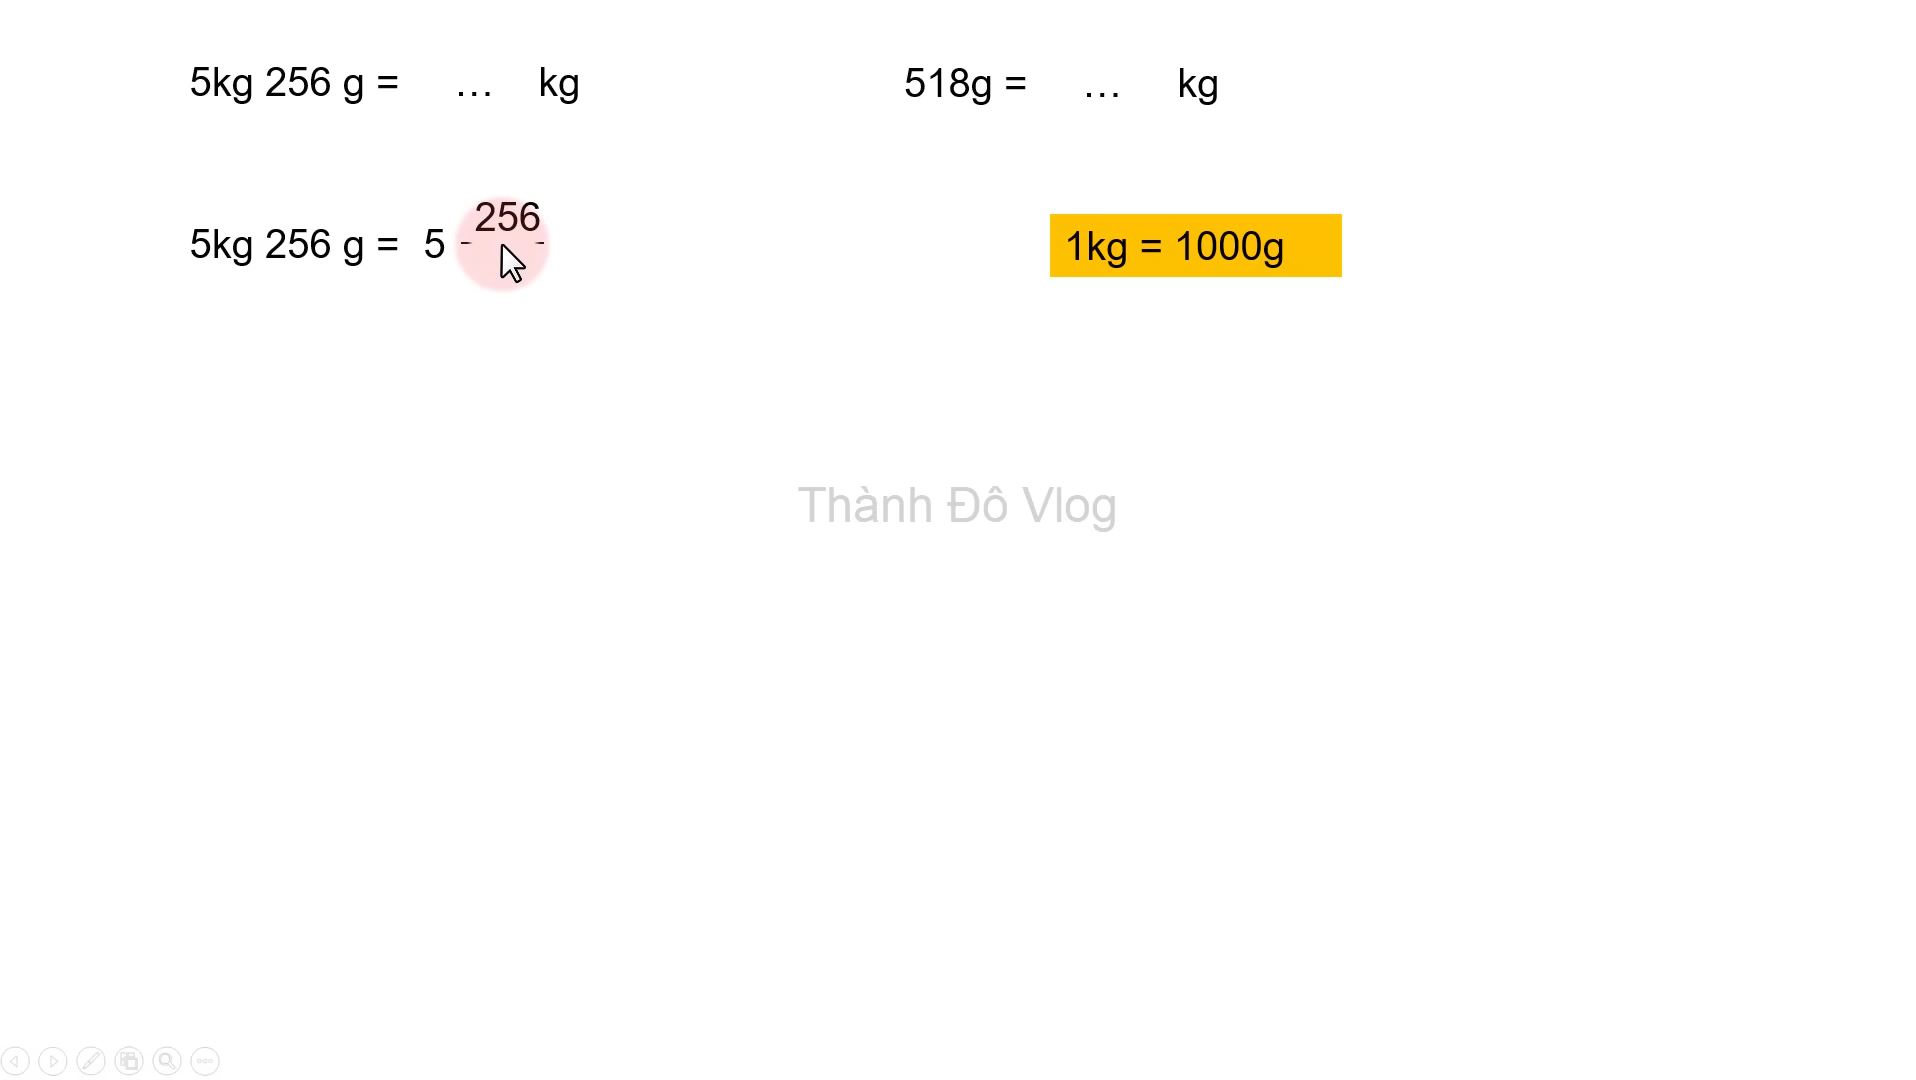 5kg 256 g = … kg
518g = … kg
5kg 256 g = 5 256
1kg = 1000g
Thành Đô Vlog